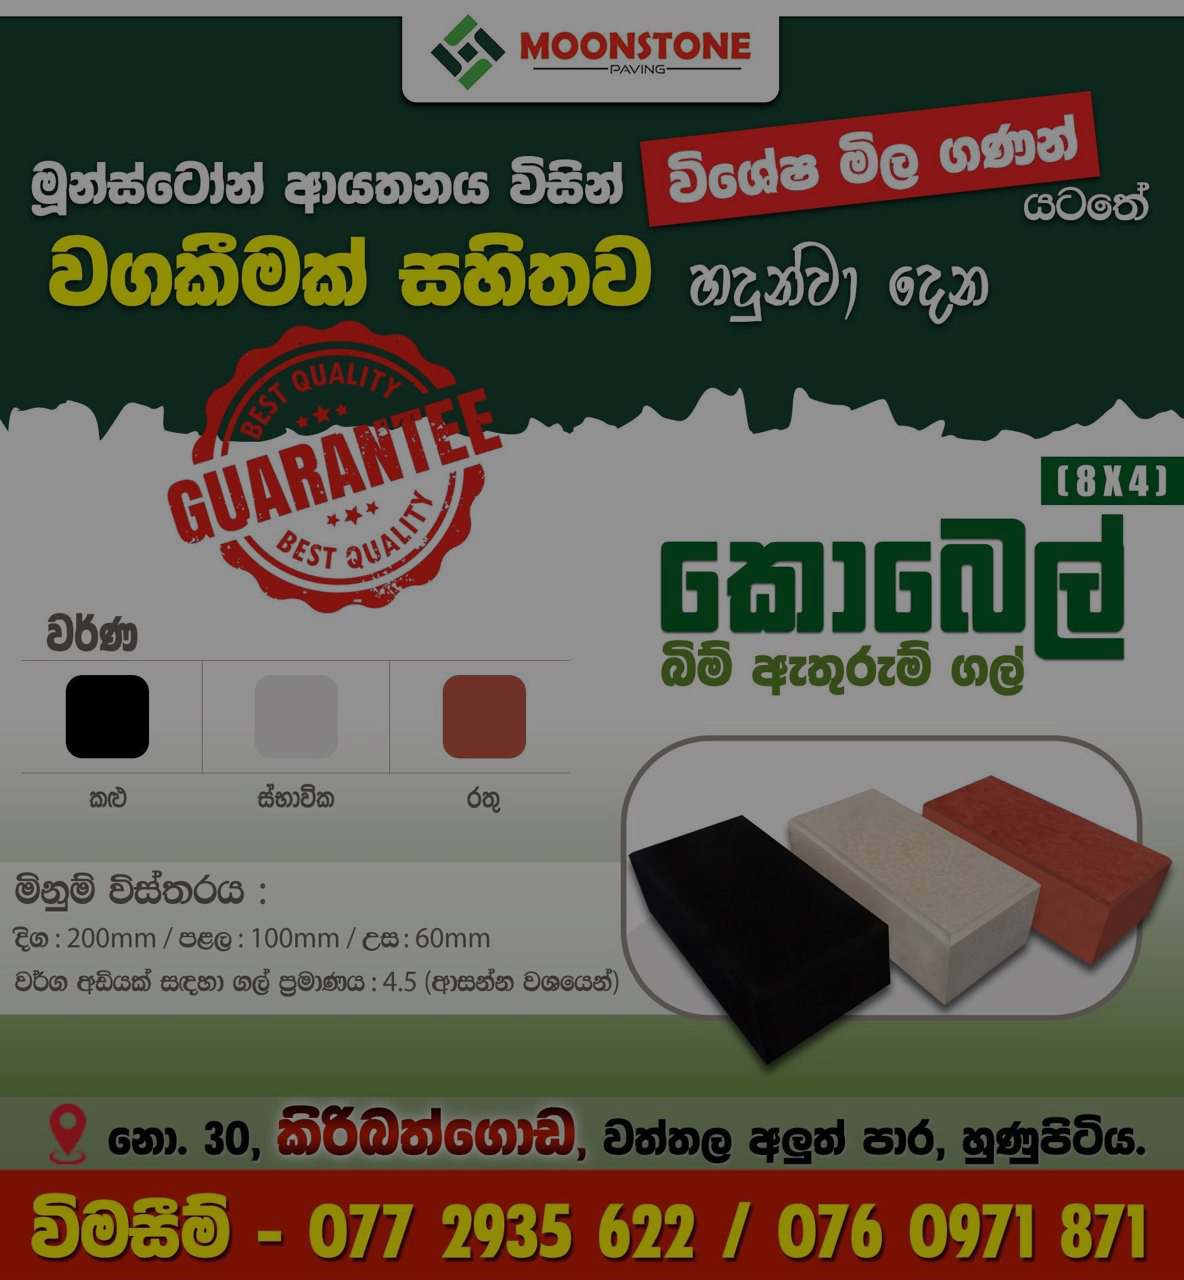 MOONSTONE
PAVING
මූන්ස්ටෝන් ආයතනය විසින් විශේෂ මිල ගණන්
යටතේ
වගකීමක් සහිතව හදුන්වා දෙන
BEST QUALITY
GUARANTEE
BEST QUALITY
(8X4)
කොබෙල්
බිම් ඇතුරුම් ගල්
වර්ණ
කළු ස්භාවික රතු
මිනුම් විස්තරය :
දිග : 200mm / පළල : 100mm / උස : 60mm
වර්ග අඩියක් සඳහා ගල් ප්‍රමාණය : 4.5 (ආසන්න වශයෙන්)
නො. 30, කිරිබත්ගොඩ, වත්තල අලුත් පාර, හුණුපිටිය.
විමසීම් - 077 2935 622 / 076 0971 871